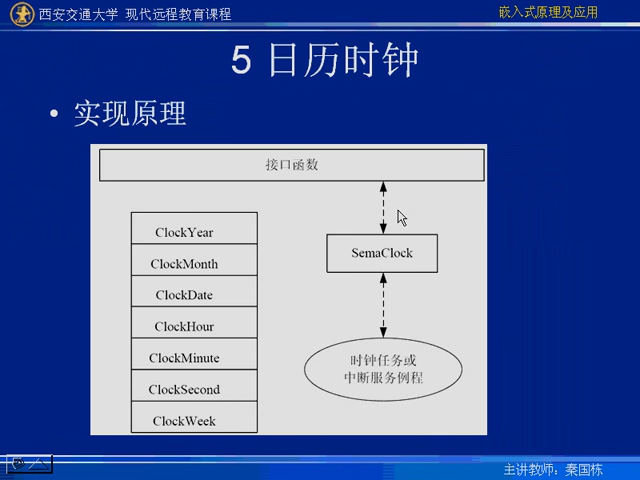 西安交通大学 现代远程教育课程
嵌入式原理及应用
5 日历时钟
• 实现原理
接口函数
ClockYear
ClockMonth
ClockDate
ClockHour
ClockMinute
ClockSecond
ClockWeek
SemaClock
时钟任务或
中断服务例程
主讲教师：秦国栋